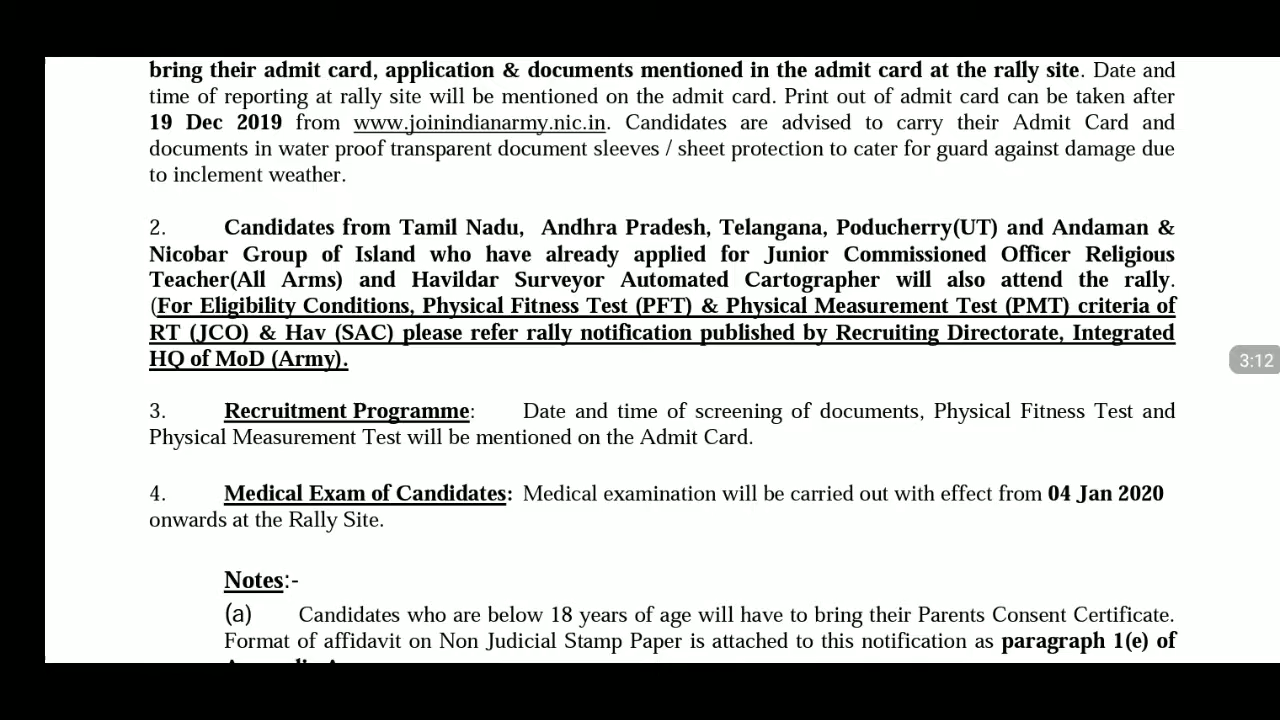 bring their admit card, application & documents mentioned in the admit card at the rally site. Date and
time of reporting at rally site will be mentioned on the admit card. Print out of admit card can be taken after
19 Dec 2019 from www.joinindianarmy.nic.in. Candidates are advised to carry their Admit Card and
documents in water proof transparent document sleeves / sheet protection to cater for guard against damage due
to inclement weather.
2. Candidates from Tamil Nadu, Andhra Pradesh, Telangana, Poducherry(UT) and Andaman &
Nicobar Group of Island who have already applied for Junior Commissioned Officer Religious
Teacher(All Arms) and Havildar Surveyor Automated Cartographer will also attend the rally.
(For Eligibility Conditions, Physical Fitness Test (PFT) & Physical Measurement Test (PMT) criteria of
RT (JCO) & Hav (SAC) please refer rally notification published by Recruiting Directorate, Integrated
HQ of MoD (Army).
3:12
3. Recruitment Programme: Date and time of screening of documents, Physical Fitness Test and
Physical Measurement Test will be mentioned on the Admit Card.
4. Medical Exam of Candidates: Medical examination will be carried out with effect from 04 Jan 2020
onwards at the Rally Site.
Notes:-
(a) Candidates who are below 18 years of age will have to bring their Parents Consent Certificate.
Format of affidavit on Non Judicial Stamp Paper is attached to this notification as paragraph 1(e) of